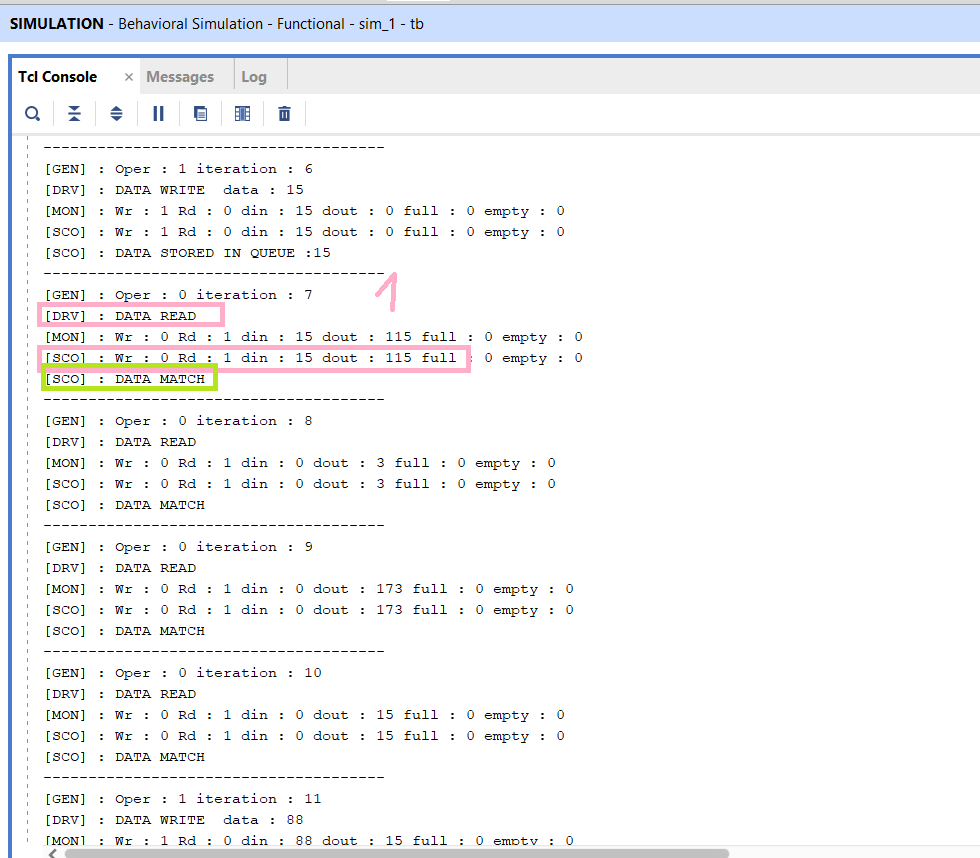 SIMULATION - Behavioral Simulation - Functional - sim_1 - tb
Tcl Console × Messages Log
-------------------------------------
[GEN] : Oper : 1 iteration : 6
[DRV] : DATA WRITE  data : 15
[MON] : Wr : 1 Rd : 0 din : 15 dout : 0 full : 0 empty : 0
[SCO] : Wr : 1 Rd : 0 din : 15 dout : 0 full : 0 empty : 0
[SCO] : DATA STORED IN QUEUE :15
-------------------------------------
1
[GEN] : Oper : 0 iteration : 7
[DRV] : DATA READ
[MON] : Wr : 0 Rd : 1 din : 15 dout : 115 full : 0 empty : 0
[SCO] : Wr : 0 Rd : 1 din : 15 dout : 115 full : 0 empty : 0
[SCO] : DATA MATCH
-------------------------------------
[GEN] : Oper : 0 iteration : 8
[DRV] : DATA READ
[MON] : Wr : 0 Rd : 1 din : 0 dout : 3 full : 0 empty : 0
[SCO] : Wr : 0 Rd : 1 din : 0 dout : 3 full : 0 empty : 0
[SCO] : DATA MATCH
-------------------------------------
[GEN] : Oper : 0 iteration : 9
[DRV] : DATA READ
[MON] : Wr : 0 Rd : 1 din : 0 dout : 173 full : 0 empty : 0
[SCO] : Wr : 0 Rd : 1 din : 0 dout : 173 full : 0 empty : 0
[SCO] : DATA MATCH
-------------------------------------
[GEN] : Oper : 0 iteration : 10
[DRV] : DATA READ
[MON] : Wr : 0 Rd : 1 din : 0 dout : 15 full : 0 empty : 0
[SCO] : Wr : 0 Rd : 1 din : 0 dout : 15 full : 0 empty : 0
[SCO] : DATA MATCH
-------------------------------------
[GEN] : Oper : 1 iteration : 11
[DRV] : DATA WRITE  data : 88
[MON] : Wr : 1 Rd : 0 din : 88 dout : 15 full : 0 empty : 0